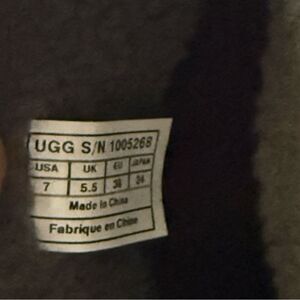 UGG S/N 1005268
USA UK EU JAPAN
7 5.5 38 24
Made in China
Fabrique en Chine